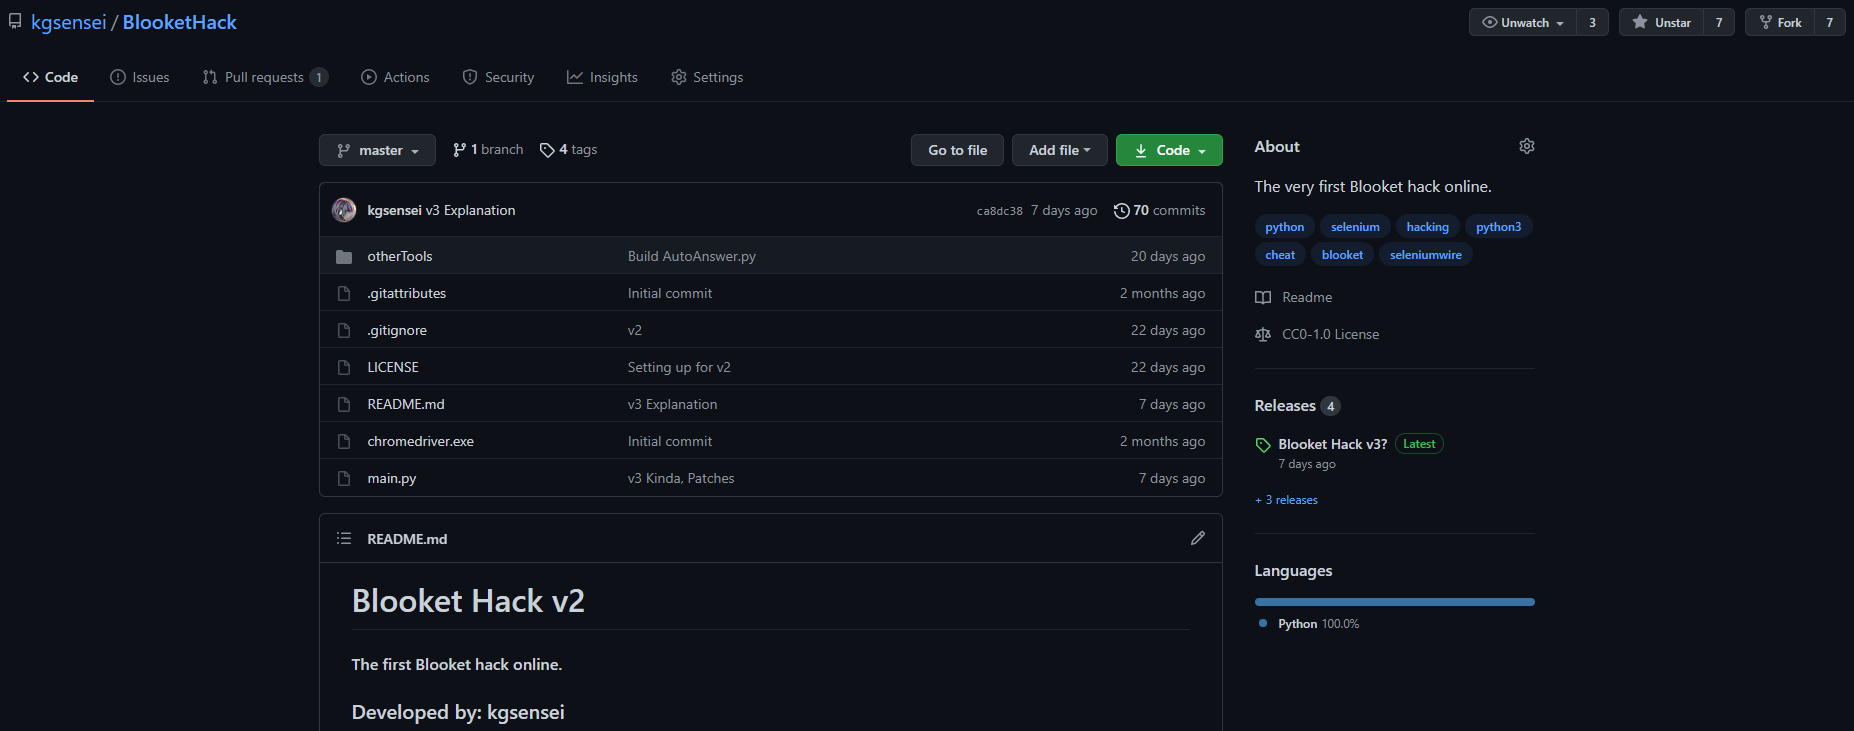 kgsensei / BlooketHack
Unwatch 3 Unstar 7 Fork 7
Code Issues Pull requests 1 Actions Security Insights Settings
master 1 branch 4 tags Go to file Add file Code
kgsensei v3 Explanation ca8dc38 7 days ago 70 commits
otherTools Build AutoAnswer.py 20 days ago
.gitattributes Initial commit 2 months ago
.gitignore v2 22 days ago
LICENSE Setting up for v2 22 days ago
README.md v3 Explanation 7 days ago
chromedriver.exe Initial commit 2 months ago
main.py v3 Kinda, Patches 7 days ago
README.md
Blooket Hack v2
The first Blooket hack online.
Developed by: kgsensei
About
The very first Blooket hack online.
python selenium hacking python3
cheat blooket seleniumwire
Readme
CC0-1.0 License
Releases 4
Blooket Hack v3? Latest
7 days ago
+ 3 releases
Languages
Python 100.0%